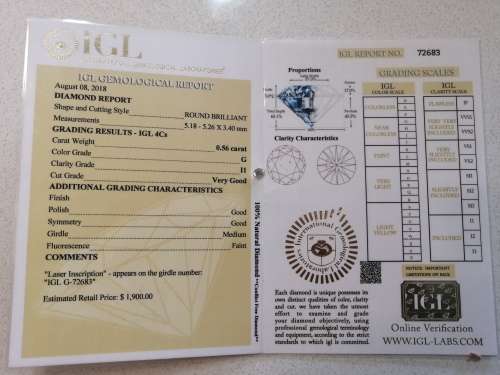 IGL
INTERNATIONAL GEMOLOGICAL LABORATORIES
IGL GEMOLOGICAL REPORT
August 08, 2018
DIAMOND REPORT
Shape and Cutting Style
ROUND BRILLIANT
Measurements
5.18 - 5.26 X 3.40 mm
GRADING RESULTS - IGL 4Cs
Carat Weight
0.56 carat
Color Grade
G
Clarity Grade
I1
Cut Grade
Very Good
ADDITIONAL GRADING CHARACTERISTICS
Finish
Polish
Good
Symmetry
Good
Girdle
Medium
Fluorescence
Faint
COMMENTS
"Laser Inscription" - appears on the girdle number:
"IGL G-72683"
Estimated Retail Price: $ 1,900.00
100% Natural Diamond
"Conflict Free Diamond"
IGL REPORT NO. 72683
Proportions
Clarity Characteristics
International Gemological Laboratories
Each diamond is unique possesses its
own distinct qualities of color, clarity
and cut. we have taken the utmost
effort to examine and grade
your diamond objectively, using
professional gemological terminology
and equipment, according to the
strict standards to which igl is committed.
GRADING SCALES
IGL
COLOR SCALE
COLORLESS
NEAR
COLORLESS
FAINT
VERY
LIGHT
LIGHT
YELLOW
IGL
CLARITY SCALE
FLAWLESS
IF
VERY VERY
SLIGHTLY
INCLUDED
VVS1
VVS2
VERY
SLIGHTLY
INCLUDED
VS1
VS2
SLIGHTLY
INCLUDED
SI1
SI2
INCLUDED
I1
I2
I3
NOTICE: IMPORTANT
LIMITATIONS ON BACK
IGL
Online Verification
WWW.IGL-LABS.COM